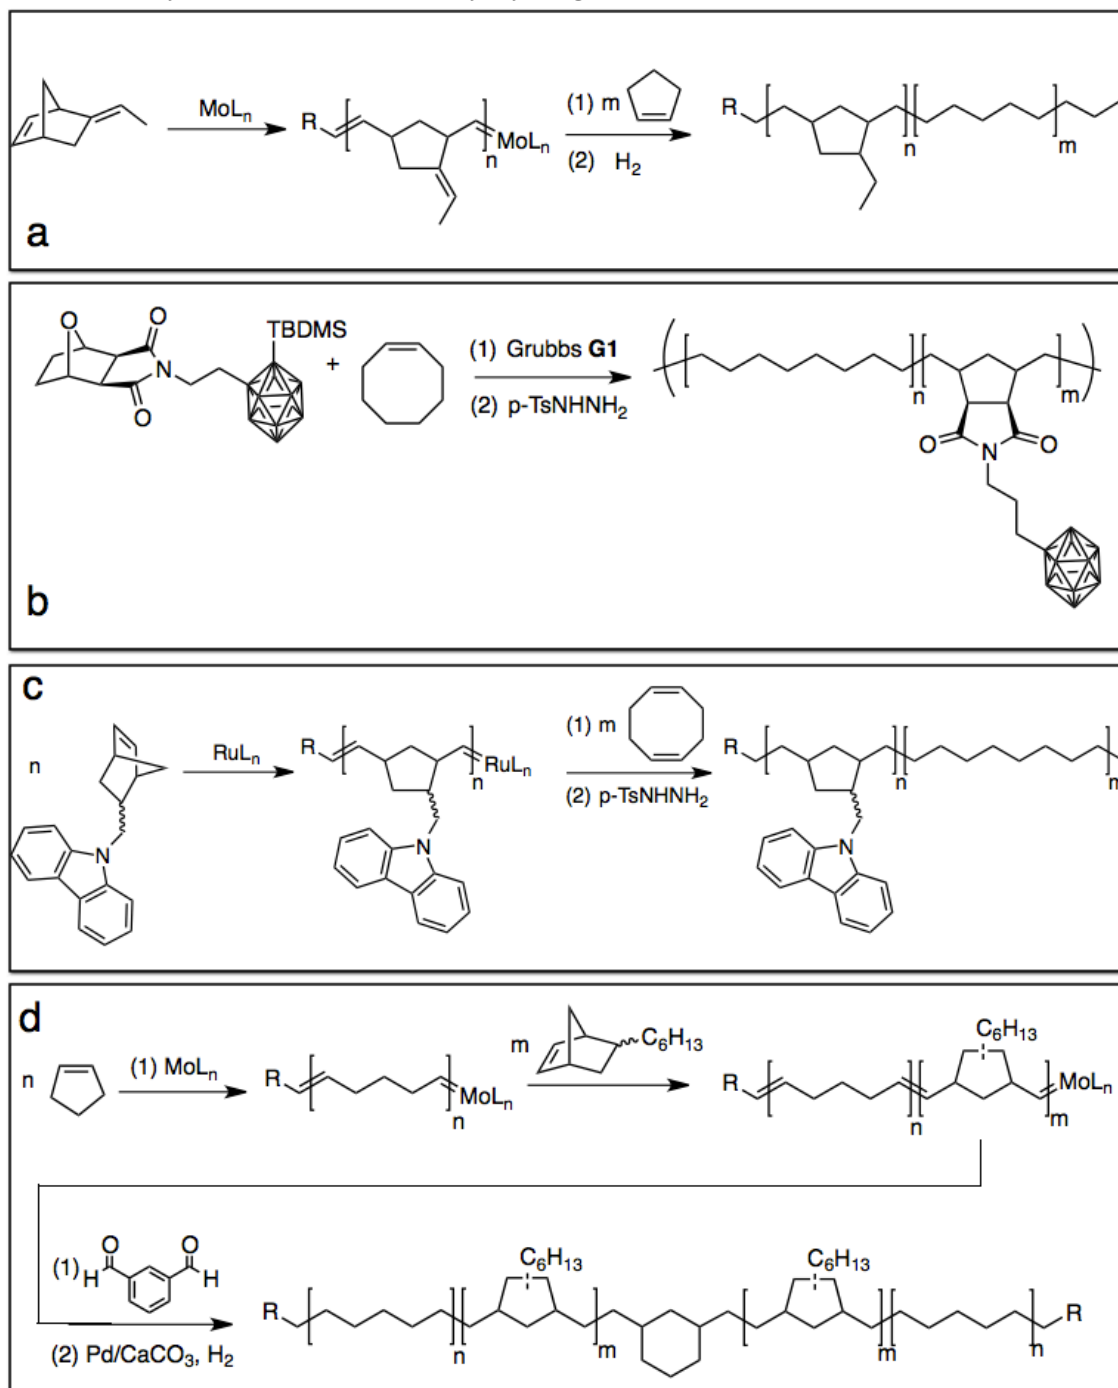 MoLₙ
R
n
MoLₙ
(1) m
(2) H₂
R
n
m
a
O
O
N
O
TBDMS
+
(1) Grubbs G1
(2) p-TsNHNH₂
n
m
O
N
O
b
c
n
N
RuLₙ
R
n
RuLₙ
N
(1) m
(2) p-TsNHNH₂
R
n
m
N
d
n
(1) MoLₙ
R
n
MoLₙ
m
C₆H₁₃
R
n
C₆H₁₃
m
MoLₙ
(1)
O
H
O
H
(2) Pd/CaCO₃, H₂
R
n
C₆H₁₃
m
C₆H₁₃
m
n
R